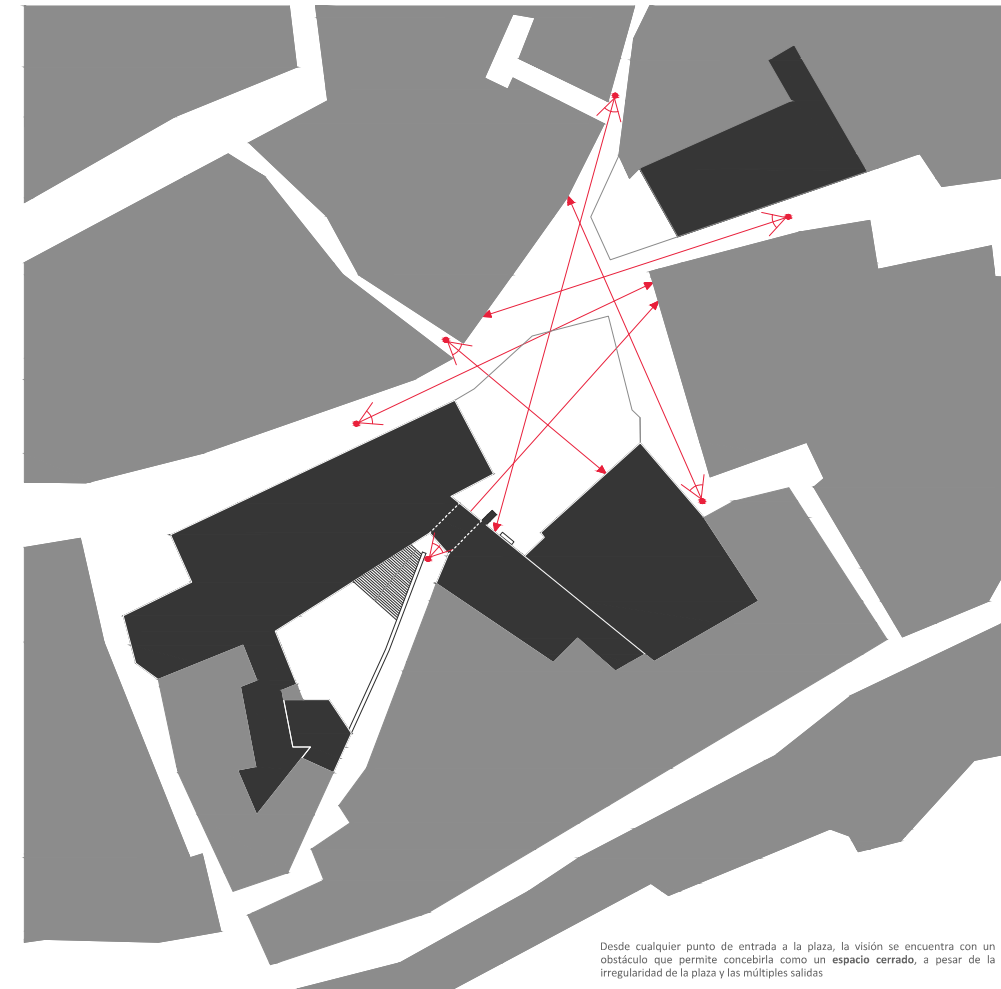 Desde cualquier punto de entrada a la plaza, la visión se encuentra con un
obstáculo que permite concebirla como un espacio cerrado, a pesar de la
irregularidad de la plaza y las múltiples salidas